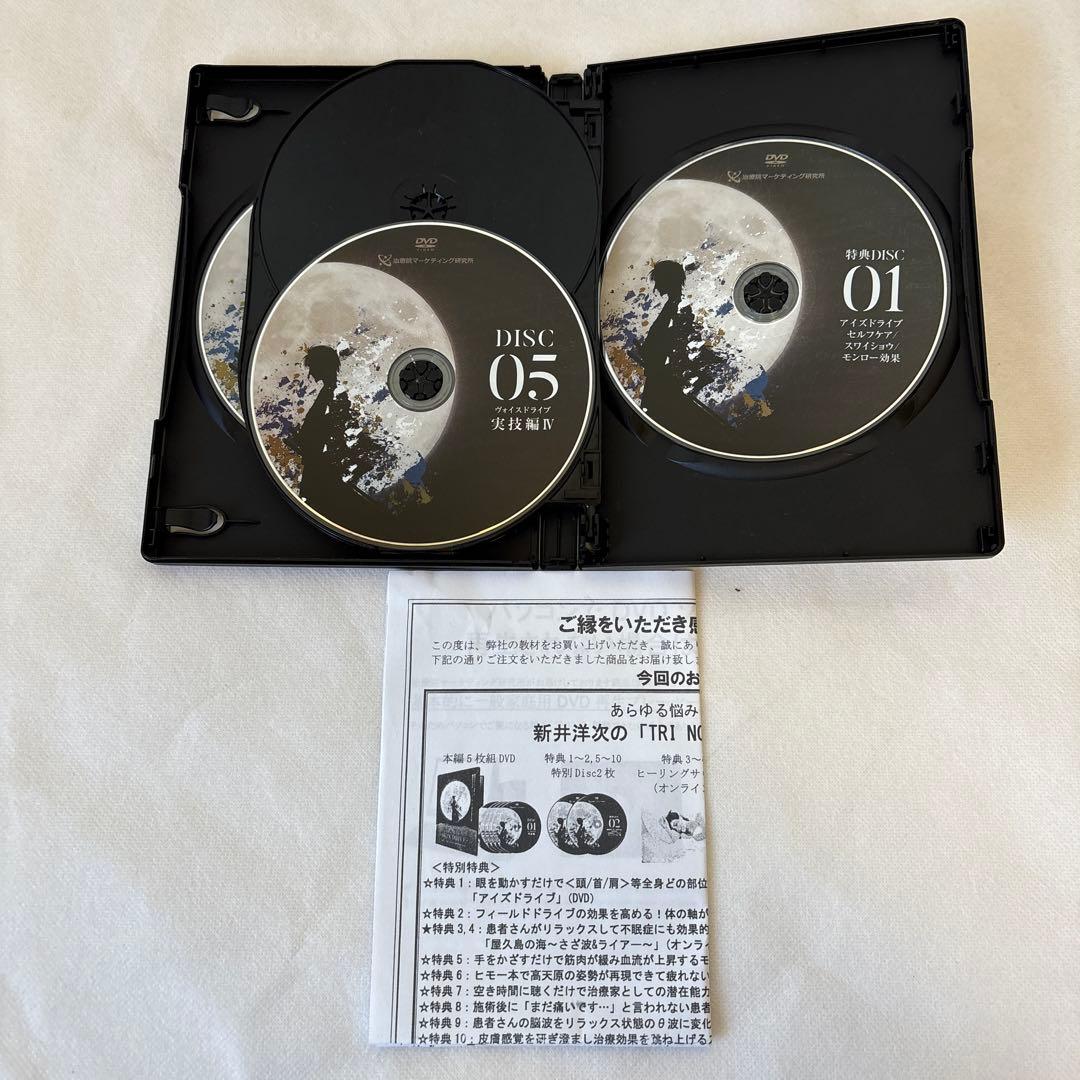 DVD
VIDEO
治療院マーケティング研究所
DISC
05
ヴォイスドライブ
実技編Ⅳ
DVD
VIDEO
治療院マーケティング研究所
特典DISC
01
アイズドライブ
セルフケア/
スワイショウ/
モンロー効果
ご縁をいただき感
この度は、弊社の教材をお買い上げいただき、誠にあり
下記の通りご注文をいただきました商品をお届け致しま
今回のお
あらゆる悩み
新井洋次の「TRI NO
本編5枚組DVD
特典1～2,5～10
特別Disc2枚
特典3～
ヒーリングサ
(オンライン
01
02
＜特別特典＞
☆特典1：眼を動かすだけで＜頭/首/肩＞等全身どの部位
「アイズドライブ」(DVD)
☆特典2：フィールドドライブの効果を高める！体の軸が
★特典3,4：患者さんがリラックスして不眠症にも効果的
「屋久島の海～さざ波&ライアー～」(オンライ
☆特典5：手をかざすだけで筋肉が緩み血流が上昇するモ
☆特典6：ヒモ一本で高天原の姿勢が再現できて疲れない
☆特典7：空き時間に聴くだけで治療家としての潜在能力
☆特典8：施術後に「まだ痛いです…」と言われない患者
☆特典9：患者さんの脳波をリラックス状態のθ波に変化
☆特典10：皮膚感覚を研ぎ澄まし治療効果を跳ね上げる